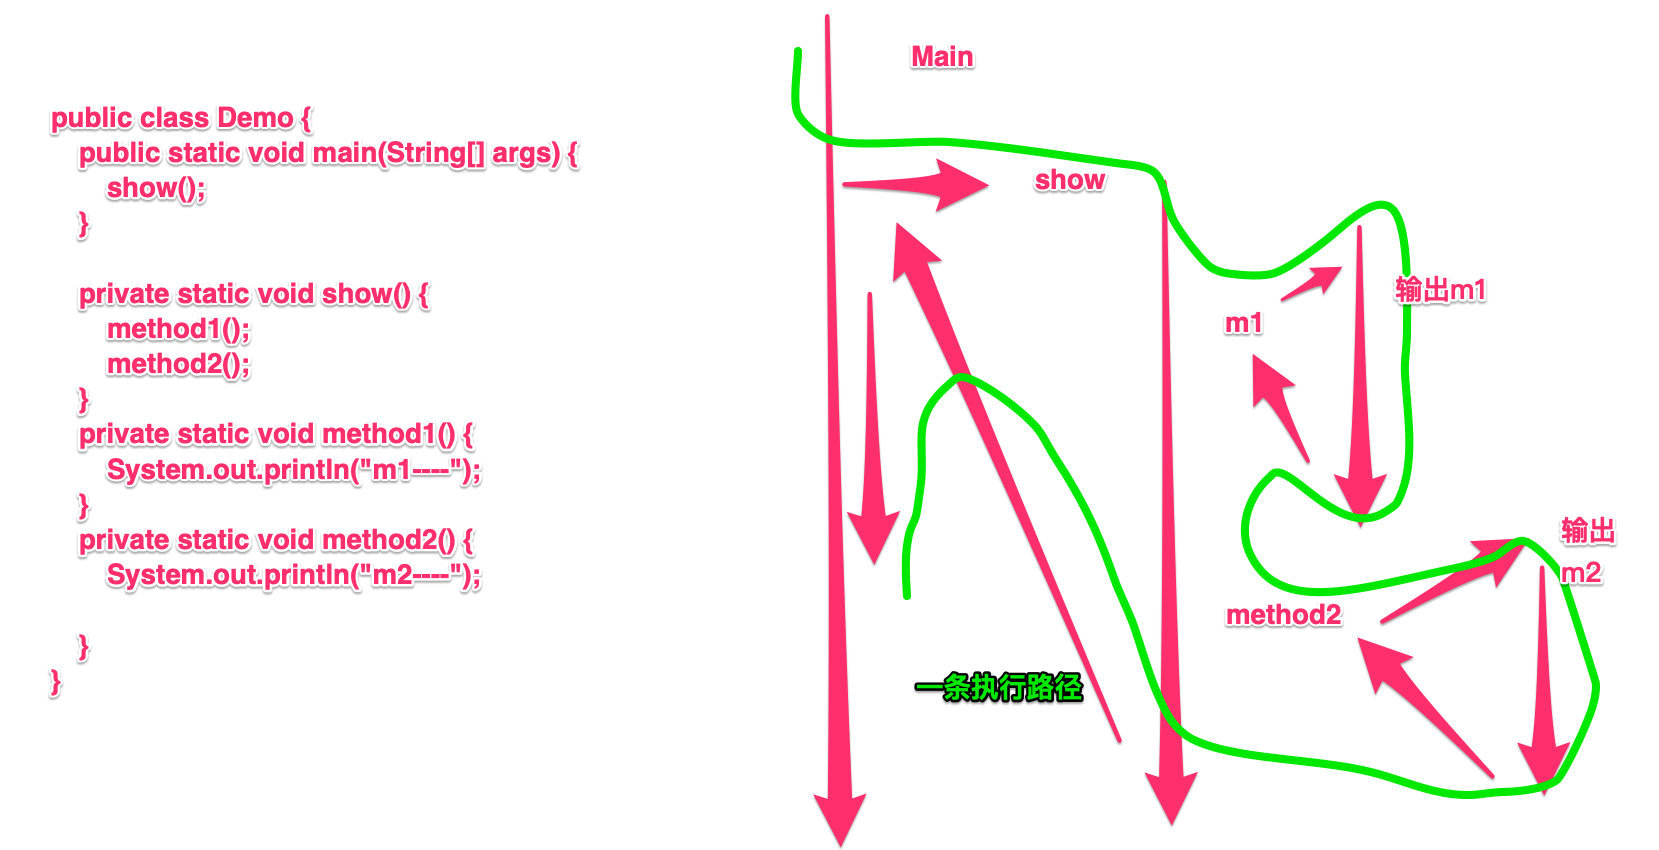 public class Demo {
public static void main(String[] args) {
show();
}
private static void show() {
method1();
method2();
}
private static void method1() {
System.out.println("m1----");
}
private static void method2() {
System.out.println("m2----");
}
}
Main
show
输出m1
m1
输出
m2
method2
一条执行路径